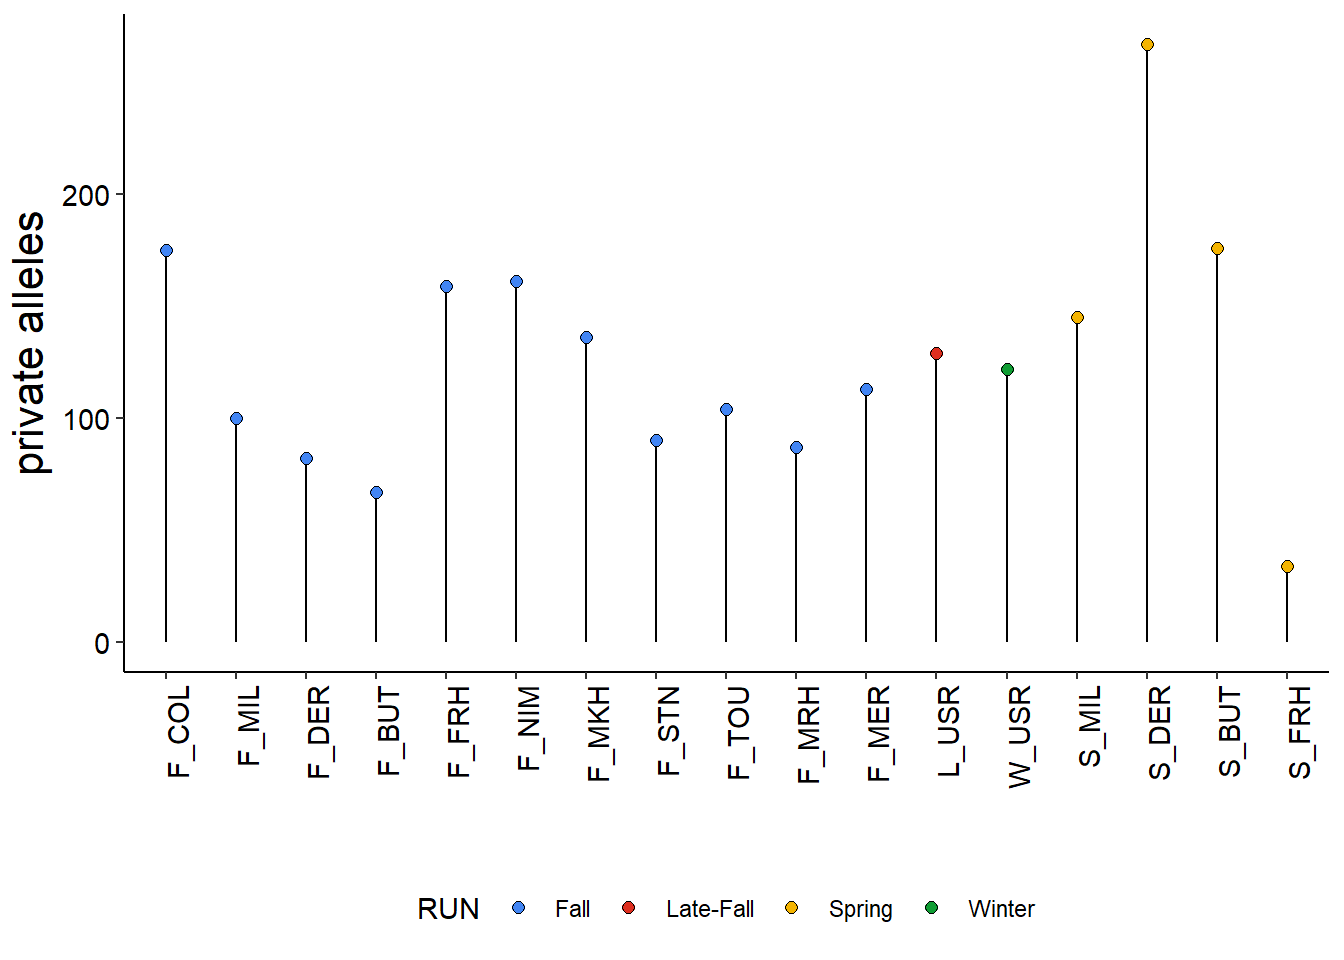 private alleles
200
100
0
F_COL
F_MIL
F_DER
F_BUT
F_FRH
F_NIM
F_MKH
F_STN
F_TOU
F_MRH
F_MER
L_USR
W_USR
S_MIL
S_DER
S_BUT
S_FRH
RUN Fall Late-Fall Spring Winter